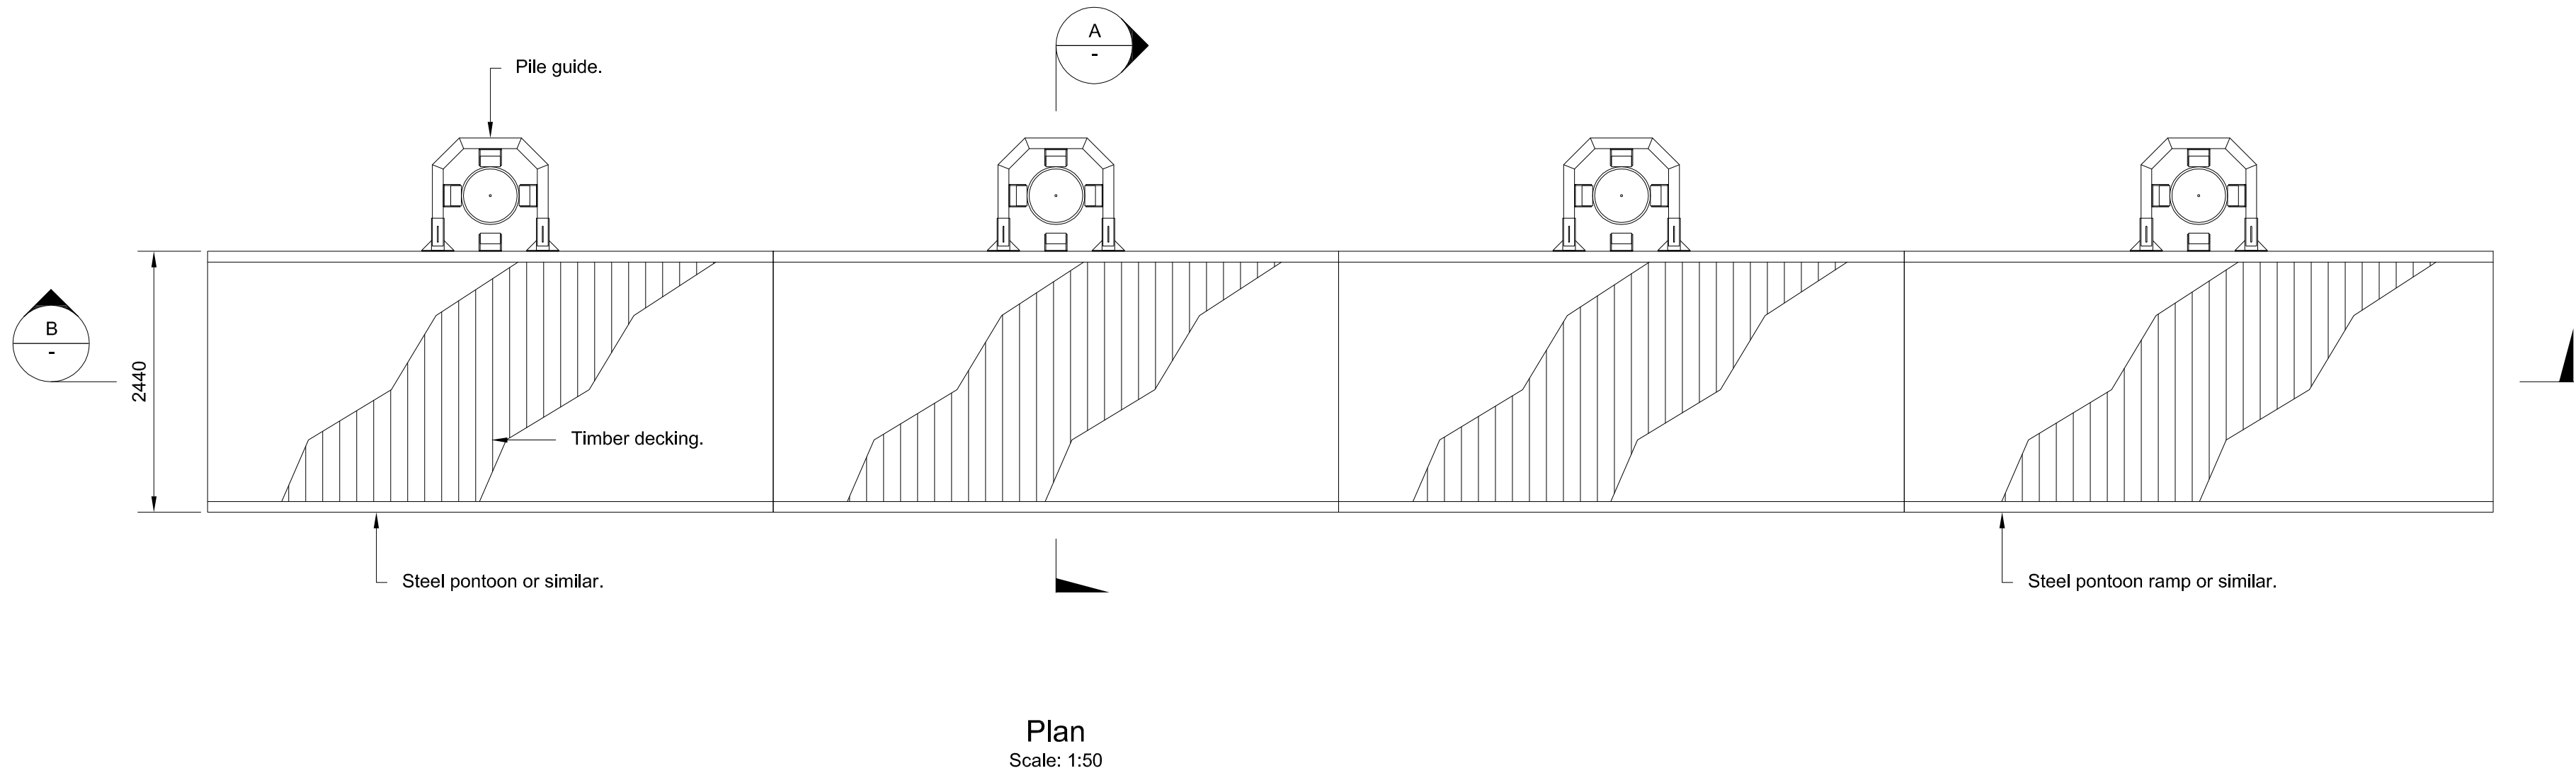 A
-
Pile guide.
B
-
2440
Timber decking.
Steel pontoon or similar.
Steel pontoon ramp or similar.
Plan
Scale: 1:50